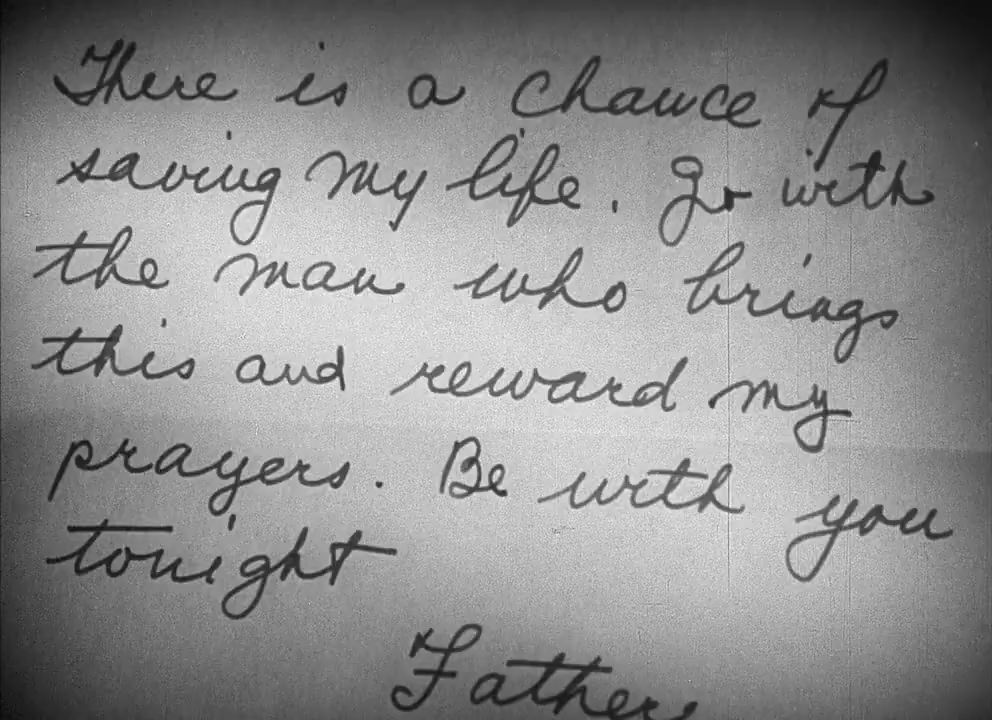 There is a chance of
saving my life. Go with
the man who brings
this and reward my
prayers. Be with you
tonight
Father